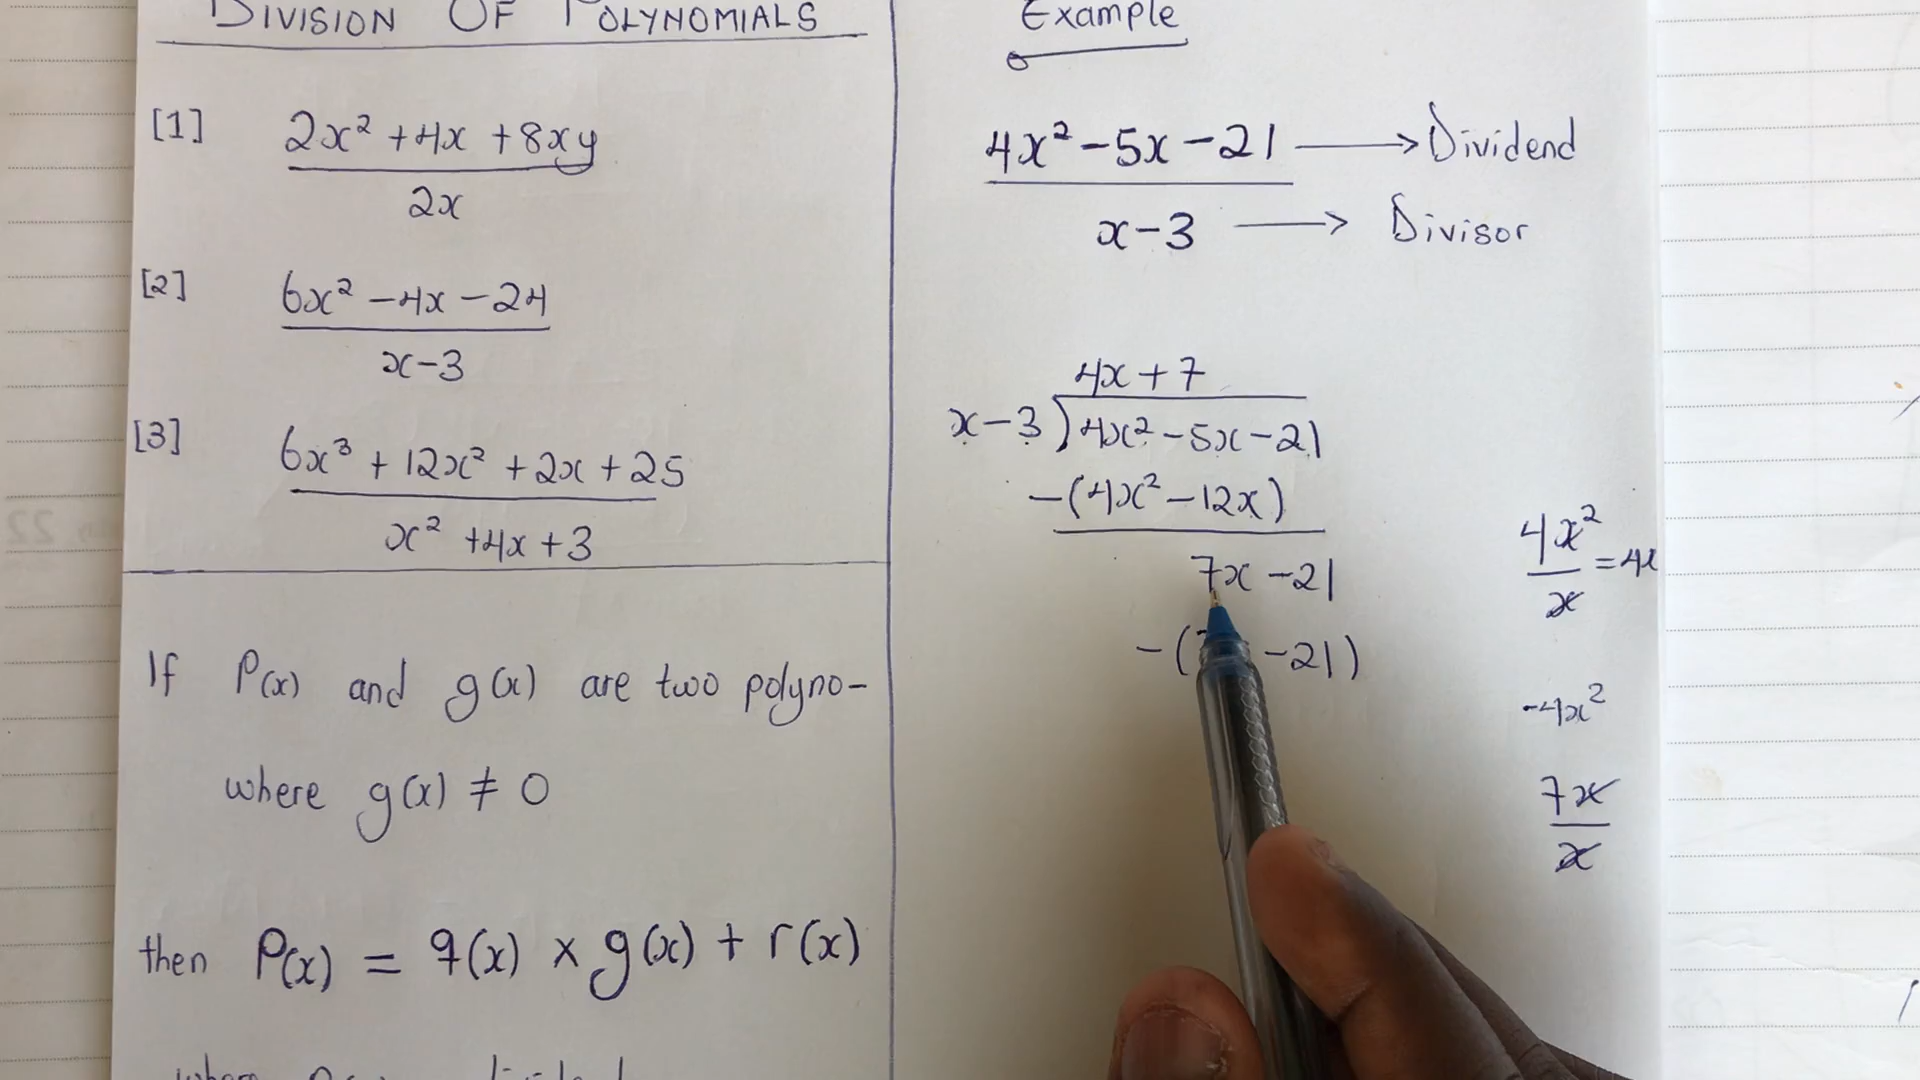 DIVISION OF POLYNOMIALS
[1] 2x² + 4x + 8xy
2x
[2] 6x² - 4x - 24
x - 3
[3] 6x³ + 12x² + 2x + 25
x² + 4x + 3
If P(x) and g(x) are two polyno-
where g(x) ≠ 0
then P(x) = q(x) × g(x) + r(x)
where
Example
4x² - 5x - 21 → Dividend
x - 3 → Divisor
4x + 7
x - 3 ) 4x² - 5x - 21
- (4x² - 12x)
7x - 21
- ( - 21)
4x²
= 4x
x
-4x²
7x
x